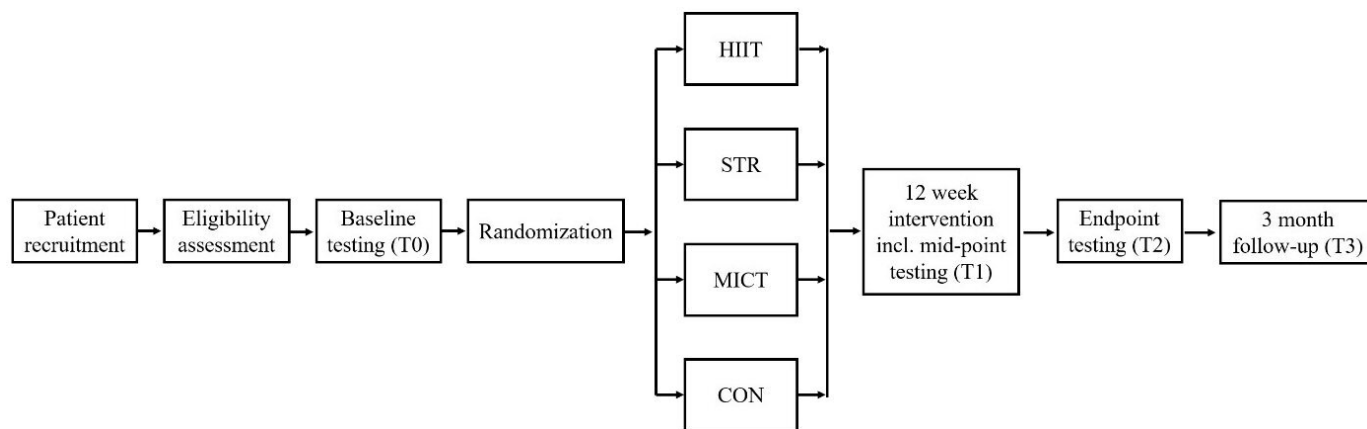 Patient
recruitment
Eligibility
assessment
Baseline
testing (T0)
Randomization
HIIT
STR
MICT
CON
12 week
intervention
incl. mid-point
testing (T1)
Endpoint
testing (T2)
3 month
follow-up (T3)